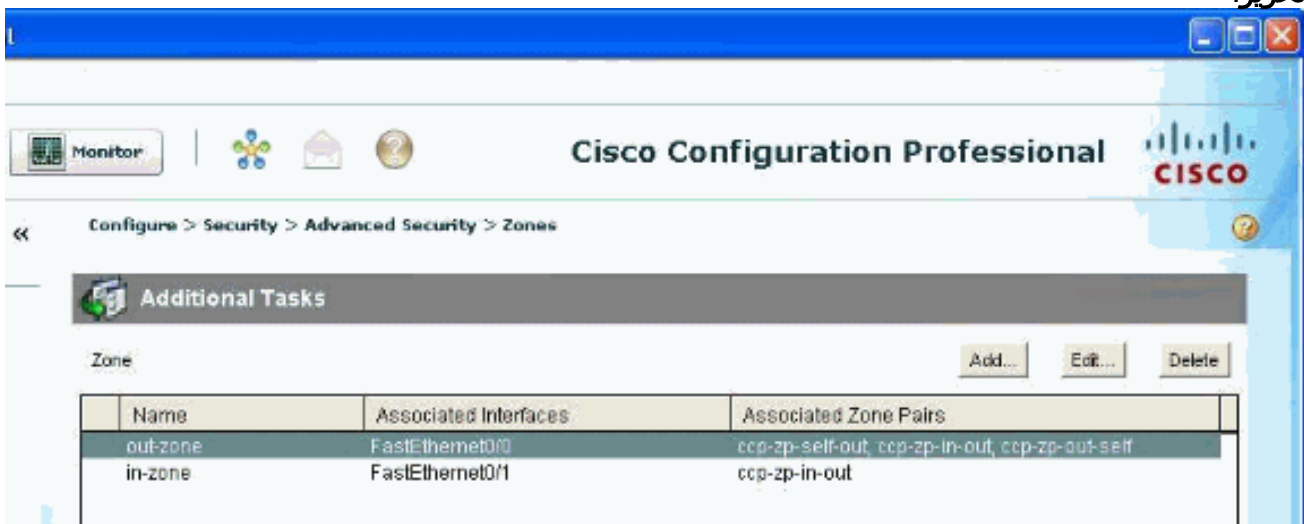 تحرير.
Monitor
Cisco Configuration Professional
CISCO
« Configure > Security > Advanced Security > Zones
Additional Tasks
Zone Add... Edit... Delete
Name Associated Interfaces Associated Zone Pairs
out-zone FastEthernet0/0 ccp-zp-self-out, ccp-zp-in-out, ccp-zp-out-self
in-zone FastEthernet0/1 ccp-zp-in-out